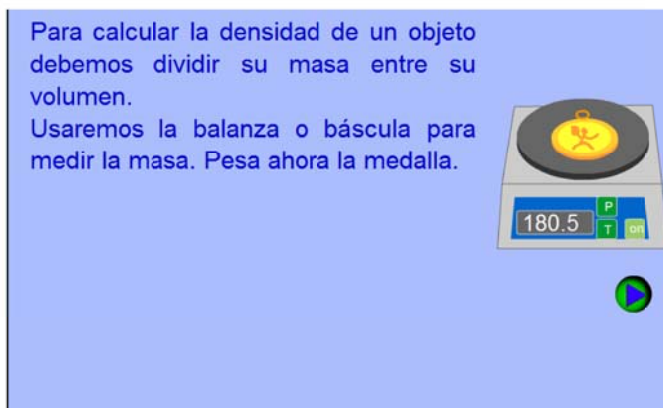 Para calcular la densidad de un objeto
debemos dividir su masa entre su
volumen.
Usaremos la balanza o báscula para
medir la masa. Pesa ahora la medalla.
180.5
P
T
on